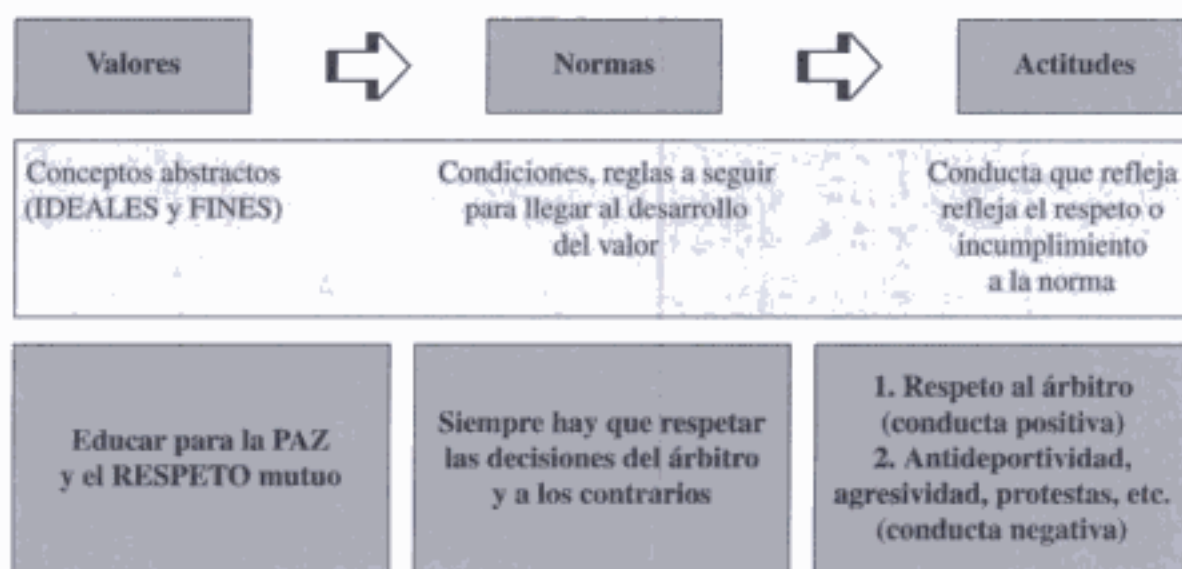 Valores
Normas
Actitudes
Conceptos abstractos
(IDEALES y FINES)
Condiciones, reglas a seguir
para llegar al desarrollo
del valor
Conducta que refleja
refleja el respeto o
incumplimiento
a la norma
Educar para la PAZ
y el RESPETO mutuo
Siempre hay que respetar
las decisiones del árbitro
y a los contrarios
1. Respeto al árbitro
(conducta positiva)
2. Antideportividad,
agresividad, protestas, etc.
(conducta negativa)